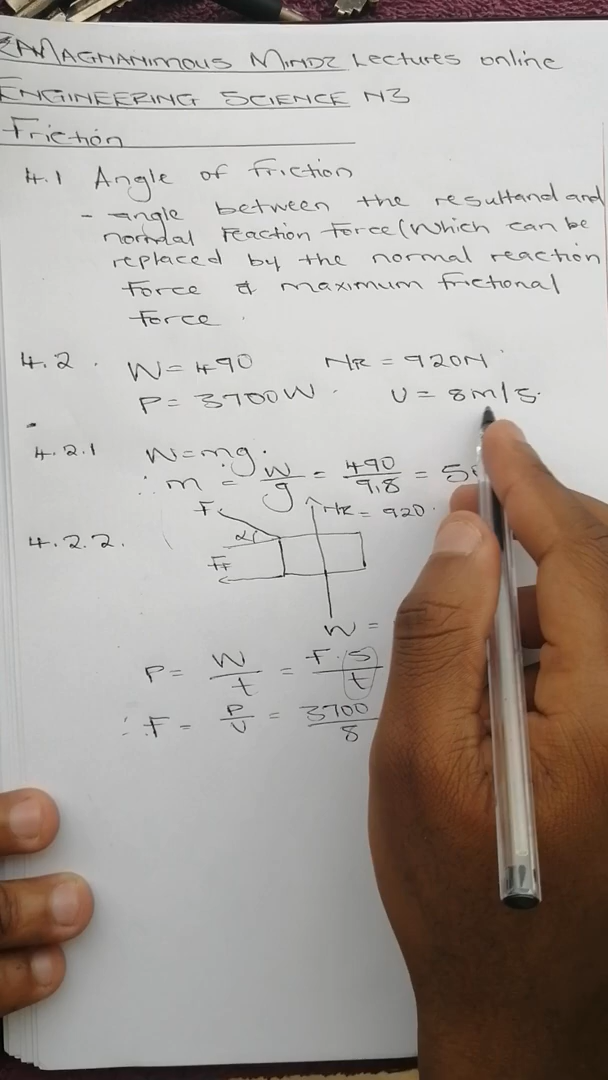 MAGNANIMOUS MINDZ Lectures online
ENGINEERING SCIENCE N3
Friction
4.1 Angle of friction
- angle between the resultand and
normdal reaction force (which can be
replaced by the normal reaction
force & maximum frictional
force.
4.2. W = 490 NR = 920N
P = 3700W. U = 8m/s.
4.2.1 W = mg.
∴ m = W/g = 490/9,8 = 5
F NR = 920.
4.2.2. α
Ff
W =
P = W/t = F.S/t
∴ F = P/U = 3700/8